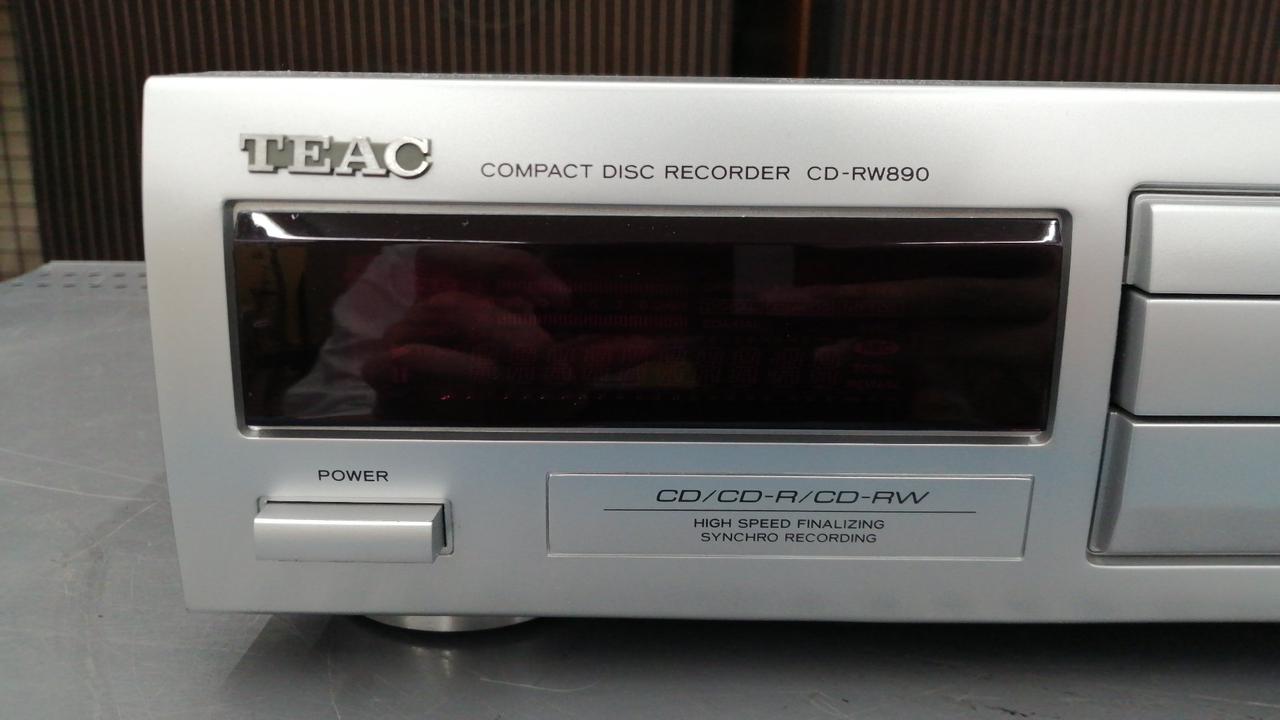 TEAC
COMPACT DISC RECORDER CD-RW890
POWER
CD/CD-R/CD-RW
HIGH SPEED FINALIZING
SYNCHRO RECORDING